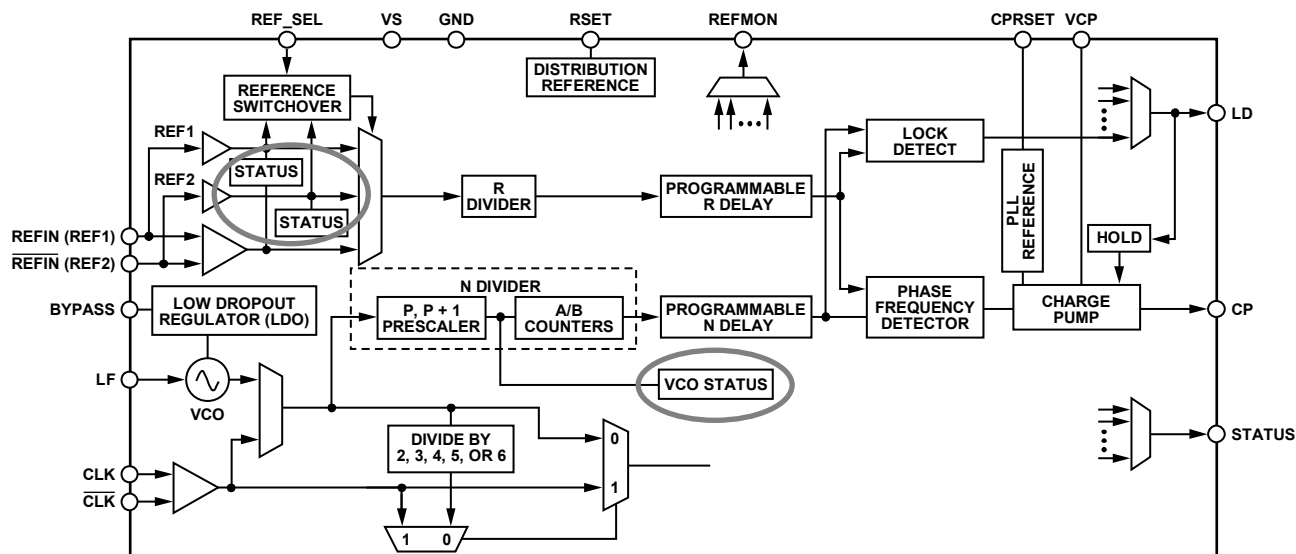 REF_SEL
VS
GND
RSET
REFMON
CPRSET
VCP
DISTRIBUTION
REFERENCE
REFERENCE
SWITCHOVER
REF1
STATUS
REF2
STATUS
REFIN (REF1)
REFIN (REF2)
BYPASS
LOW DROPOUT
REGULATOR (LDO)
LF
VCO
CLK
CLK
R
DIVIDER
PROGRAMMABLE
R DELAY
LOCK
DETECT
PLL
REFERENCE
LD
HOLD
N DIVIDER
P, P + 1
PRESCALER
A/B
COUNTERS
PROGRAMMABLE
N DELAY
PHASE
FREQUENCY
DETECTOR
CHARGE
PUMP
CP
VCO STATUS
DIVIDE BY
2, 3, 4, 5, OR 6
0
1
1 0
STATUS